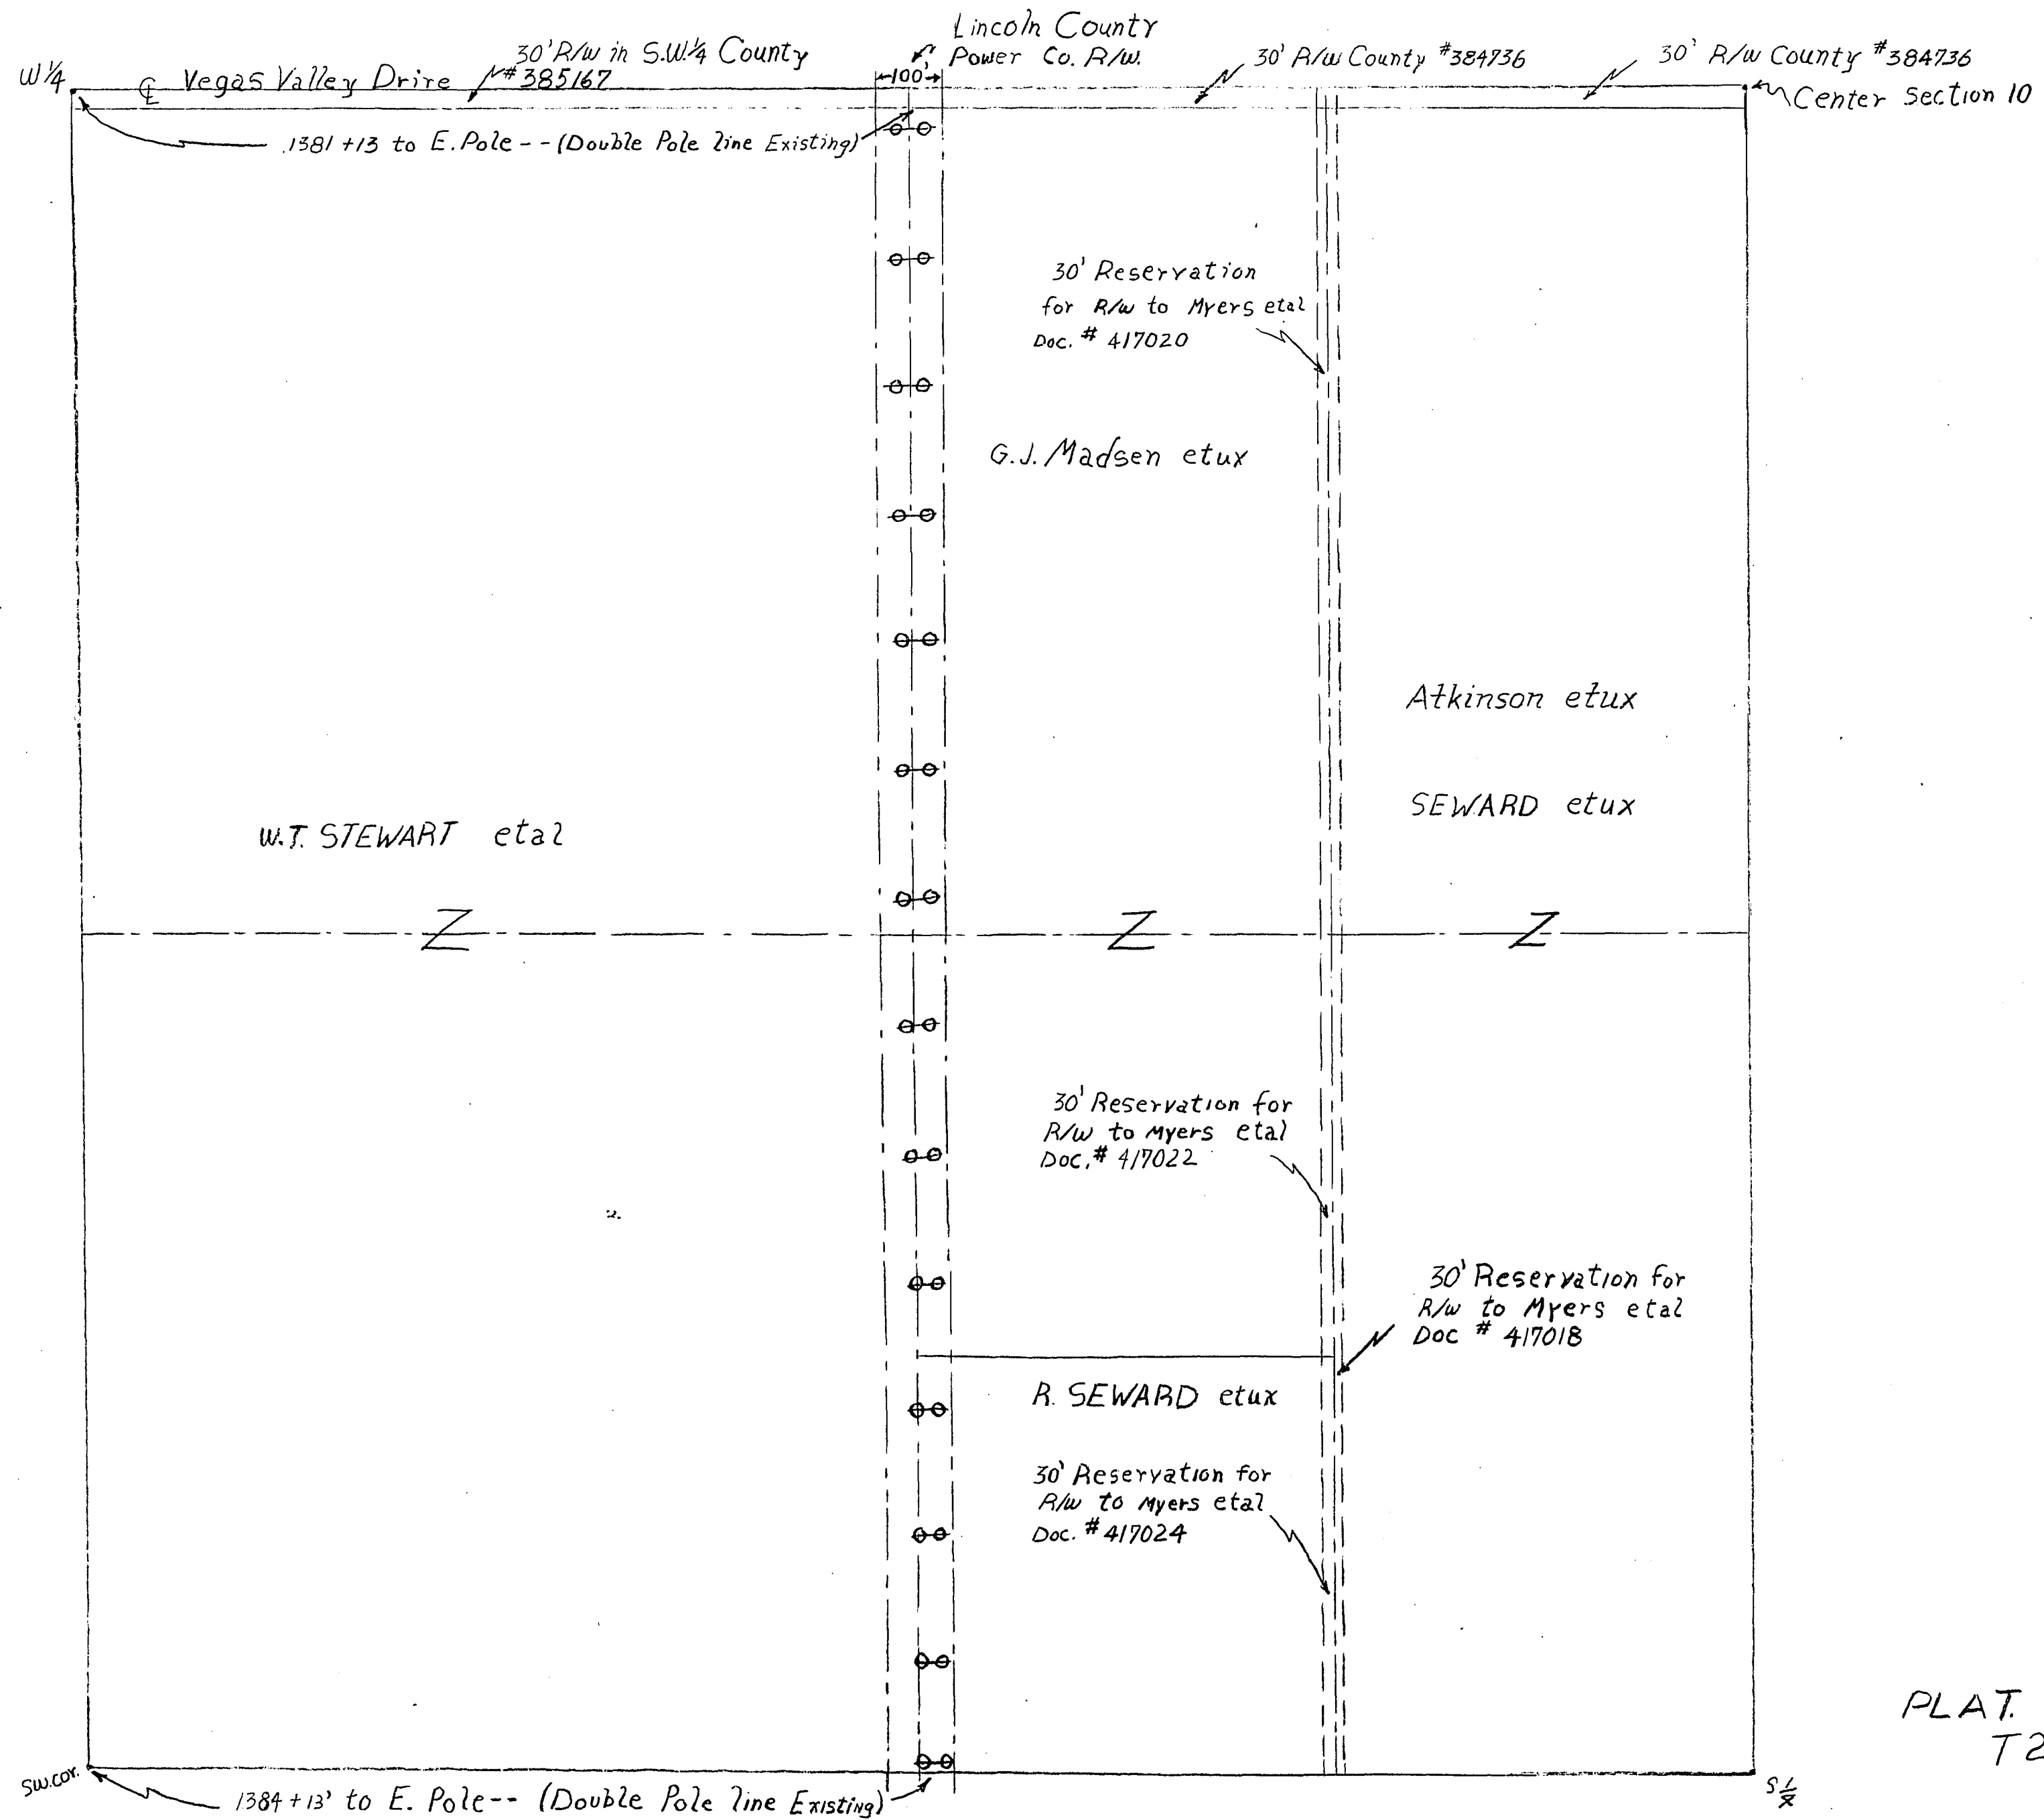 Lincoln County
Power Co. R/W.
30' R/W in S.W.¼ County
#385167
30' R/W County #384736
30' R/W County #384736
W¼
℄ Vegas Valley Drive
100'
Center Section 10
1381 +13 to E. Pole -- (Double Pole line Existing)
30' Reservation
for R/W to Myers etal
Doc. # 417020
G.J. Madsen etux
Atkinson etux
SEWARD etux
W.T. STEWART etal
Z
Z
Z
30' Reservation for
R/W to Myers etal
Doc. # 417022
30' Reservation for
R/W to Myers etal
Doc # 417018
R. SEWARD etux
30' Reservation for
R/W to Myers etal
Doc. # 417024
PLAT.
T2
SW.cor.
1384 +13' to E. Pole -- (Double Pole line Existing)